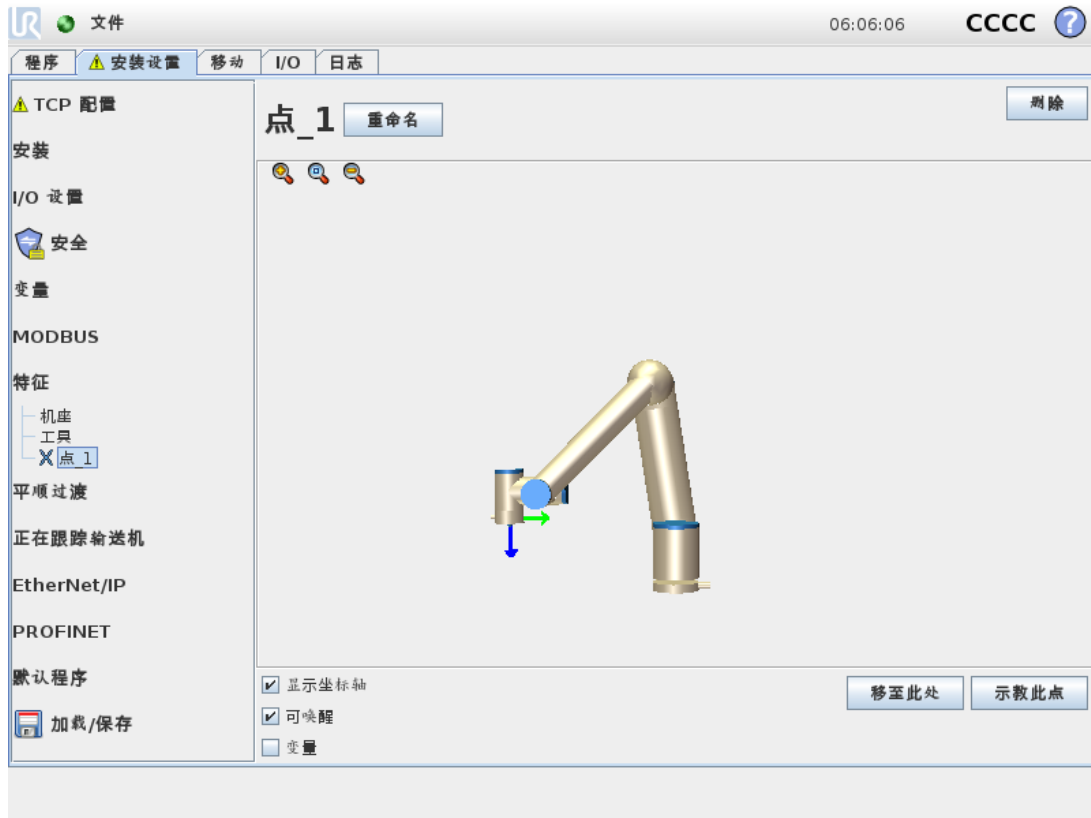 UR 文件 06:06:06 CCCC ?
程序 安装设置 移动 I/O 日志
TCP 配置
安装
I/O 设置
安全
变量
MODBUS
特征
机座
工具
点_1
平顺过渡
正在跟踪输送机
EtherNet/IP
PROFINET
默认程序
加载/保存
点_1 重命名 删除
显示坐标轴
可唤醒
变量
移至此处 示教此点